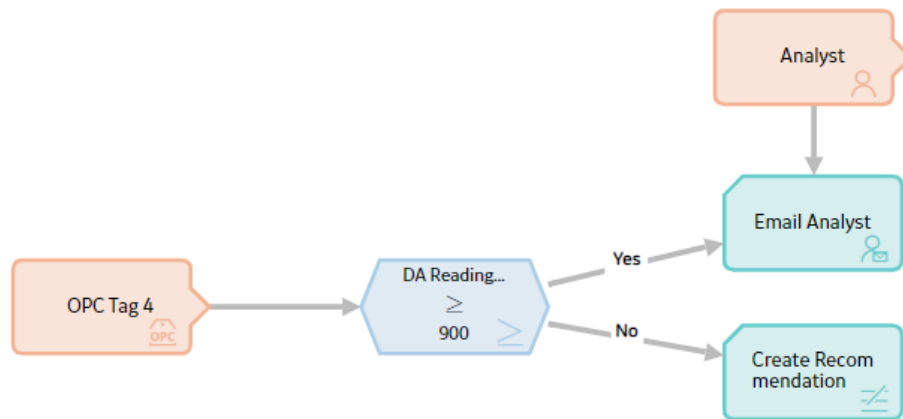 Analyst
Email Analyst
Yes
OPC Tag 4
OPC
DA Reading...
≥
900
≥
No
Create Recom
mendation